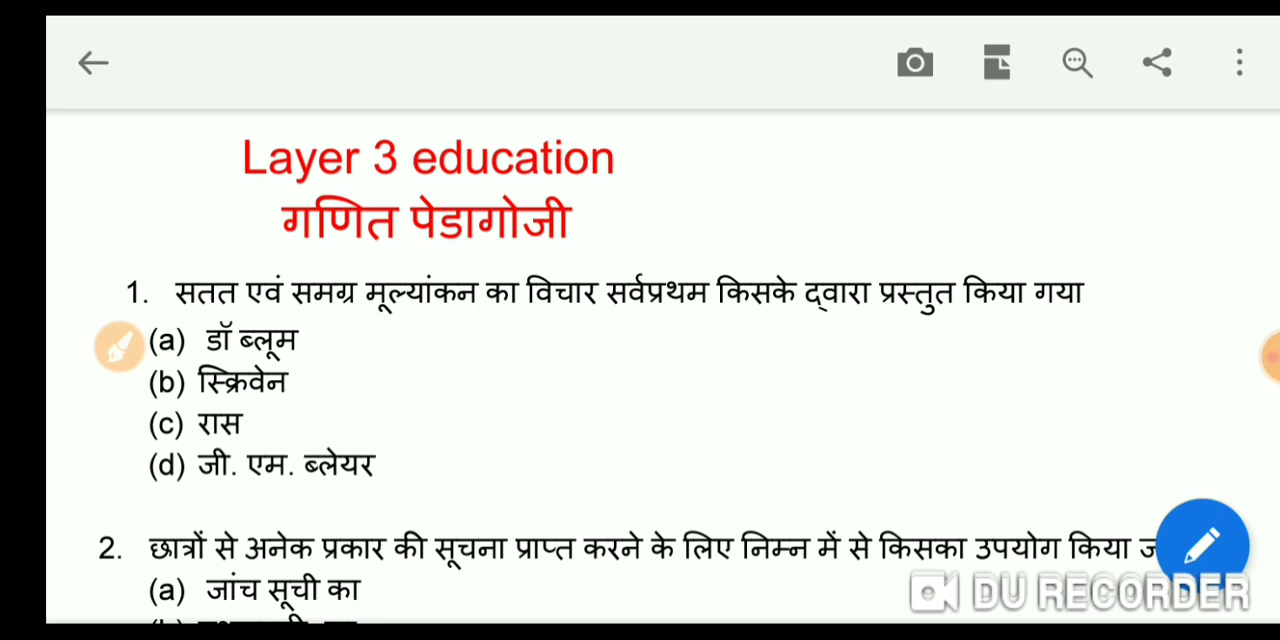 Layer 3 education
गणित पेडागोजी
1. सतत एवं समग्र मूल्यांकन का विचार सर्वप्रथम किसके द्वारा प्रस्तुत किया गया
(a) डॉ ब्लूम
(b) स्क्रिवेन
(c) रास
(d) जी. एम. ब्लेयर
2. छात्रों से अनेक प्रकार की सूचना प्राप्त करने के लिए निम्न में से किसका उपयोग किया
(a) जांच सूची का
DU RECORDER